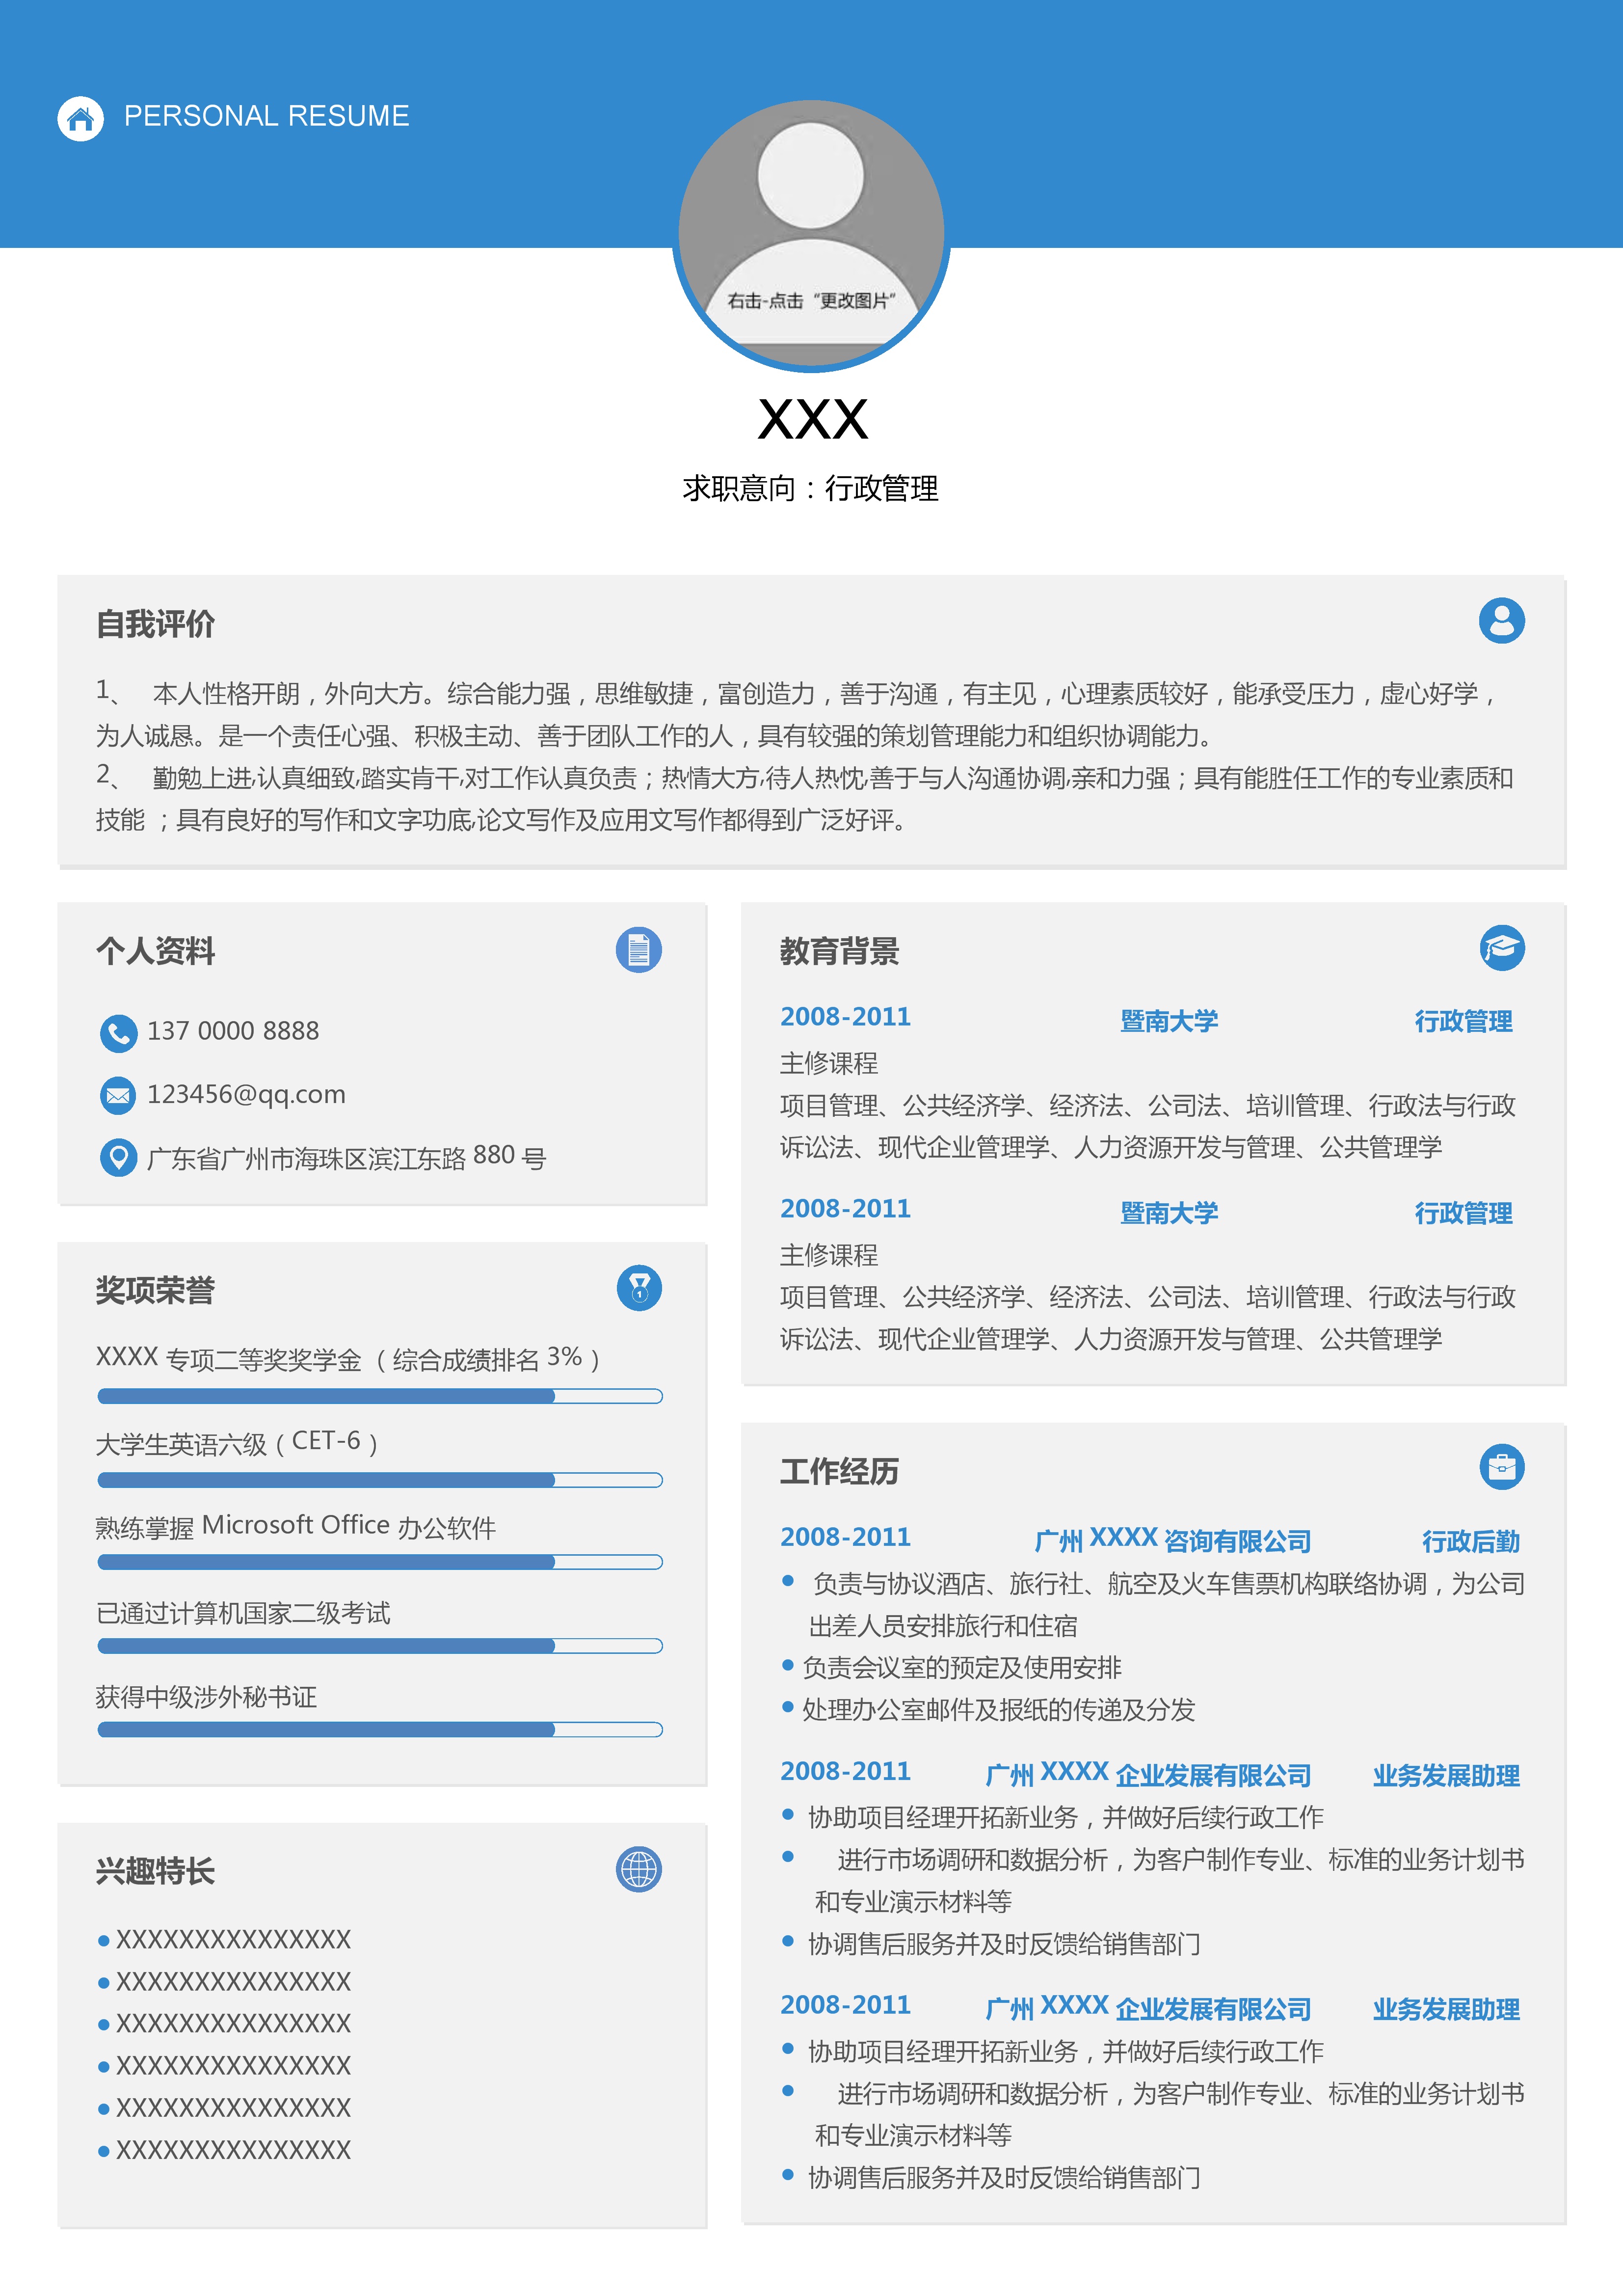 PERSONAL RESUME
右击-点击“更改图片”
XXX
求职意向：行政管理
自我评价
1、 本人性格开朗，外向大方。综合能力强，思维敏捷，富创造力，善于沟通，有主见，心理素质较好，能承受压力，虚心好学，
为人诚恳。是一个责任心强、积极主动、善于团队工作的人，具有较强的策划管理能力和组织协调能力。
2、 勤勉上进,认真细致,踏实肯干,对工作认真负责；热情大方,待人热忱,善于与人沟通协调,亲和力强；具有能胜任工作的专业素质和
技能 ；具有良好的写作和文字功底,论文写作及应用文写作都得到广泛好评。
个人资料
137 0000 8888
123456@qq.com
广东省广州市海珠区滨江东路 880 号
奖项荣誉
1
XXXX 专项二等奖奖学金（综合成绩排名 3%）
大学生英语六级（CET-6）
熟练掌握 Microsoft Office 办公软件
已通过计算机国家二级考试
获得中级涉外秘书证
兴趣特长
XXXXXXXXXXXXXXX
XXXXXXXXXXXXXXX
XXXXXXXXXXXXXXX
XXXXXXXXXXXXXXX
XXXXXXXXXXXXXXX
XXXXXXXXXXXXXXX
教育背景
2008-2011 暨南大学 行政管理
主修课程
项目管理、公共经济学、经济法、公司法、培训管理、行政法与行政
诉讼法、现代企业管理学、人力资源开发与管理、公共管理学
2008-2011 暨南大学 行政管理
主修课程
项目管理、公共经济学、经济法、公司法、培训管理、行政法与行政
诉讼法、现代企业管理学、人力资源开发与管理、公共管理学
工作经历
2008-2011 广州 XXXX 咨询有限公司 行政后勤
● 负责与协议酒店、旅行社、航空及火车售票机构联络协调，为公司
出差人员安排旅行和住宿
● 负责会议室的预定及使用安排
● 处理办公室邮件及报纸的传递及分发
2008-2011 广州 XXXX 企业发展有限公司 业务发展助理
● 协助项目经理开拓新业务，并做好后续行政工作
● 进行市场调研和数据分析，为客户制作专业、标准的业务计划书
和专业演示材料等
● 协调售后服务并及时反馈给销售部门
2008-2011 广州 XXXX 企业发展有限公司 业务发展助理
● 协助项目经理开拓新业务，并做好后续行政工作
● 进行市场调研和数据分析，为客户制作专业、标准的业务计划书
和专业演示材料等
● 协调售后服务并及时反馈给销售部门